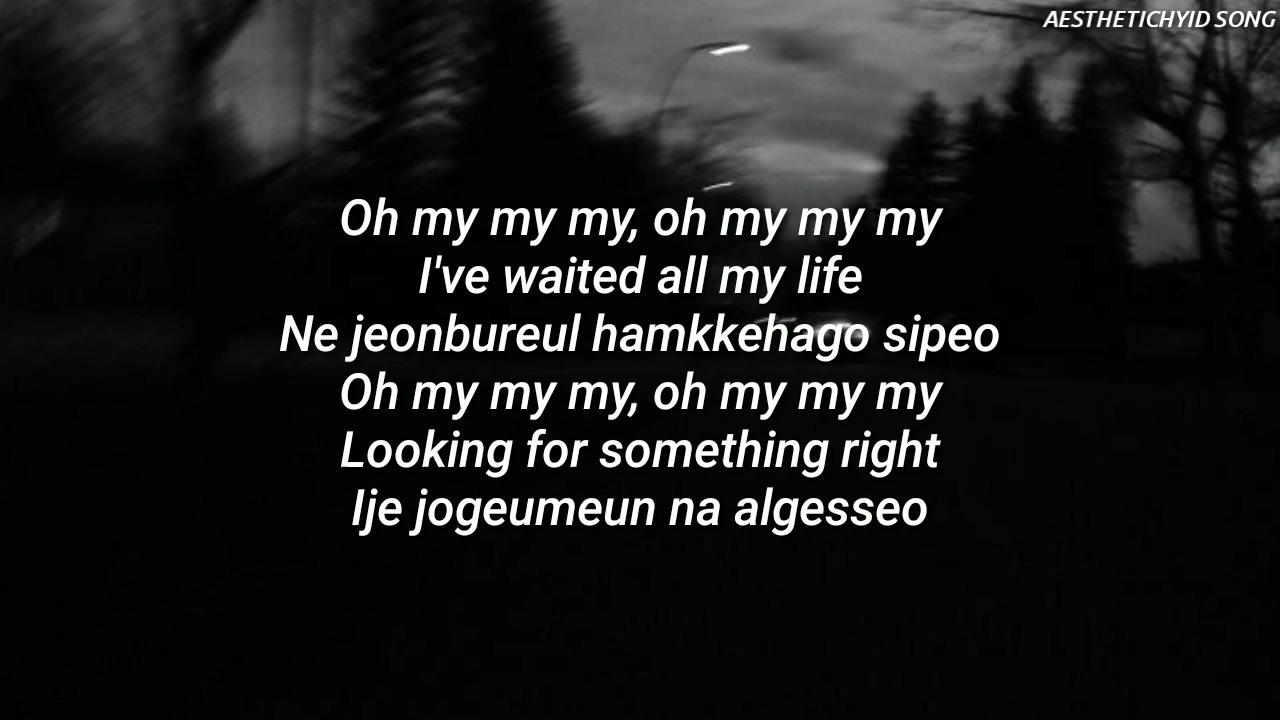 AESTHETICHYID SONG
Oh my my my, oh my my my
I've waited all my life
Ne jeonbureul hamkkehago sipeo
Oh my my my, oh my my my
Looking for something right
Ije jogeumeun na algesseo